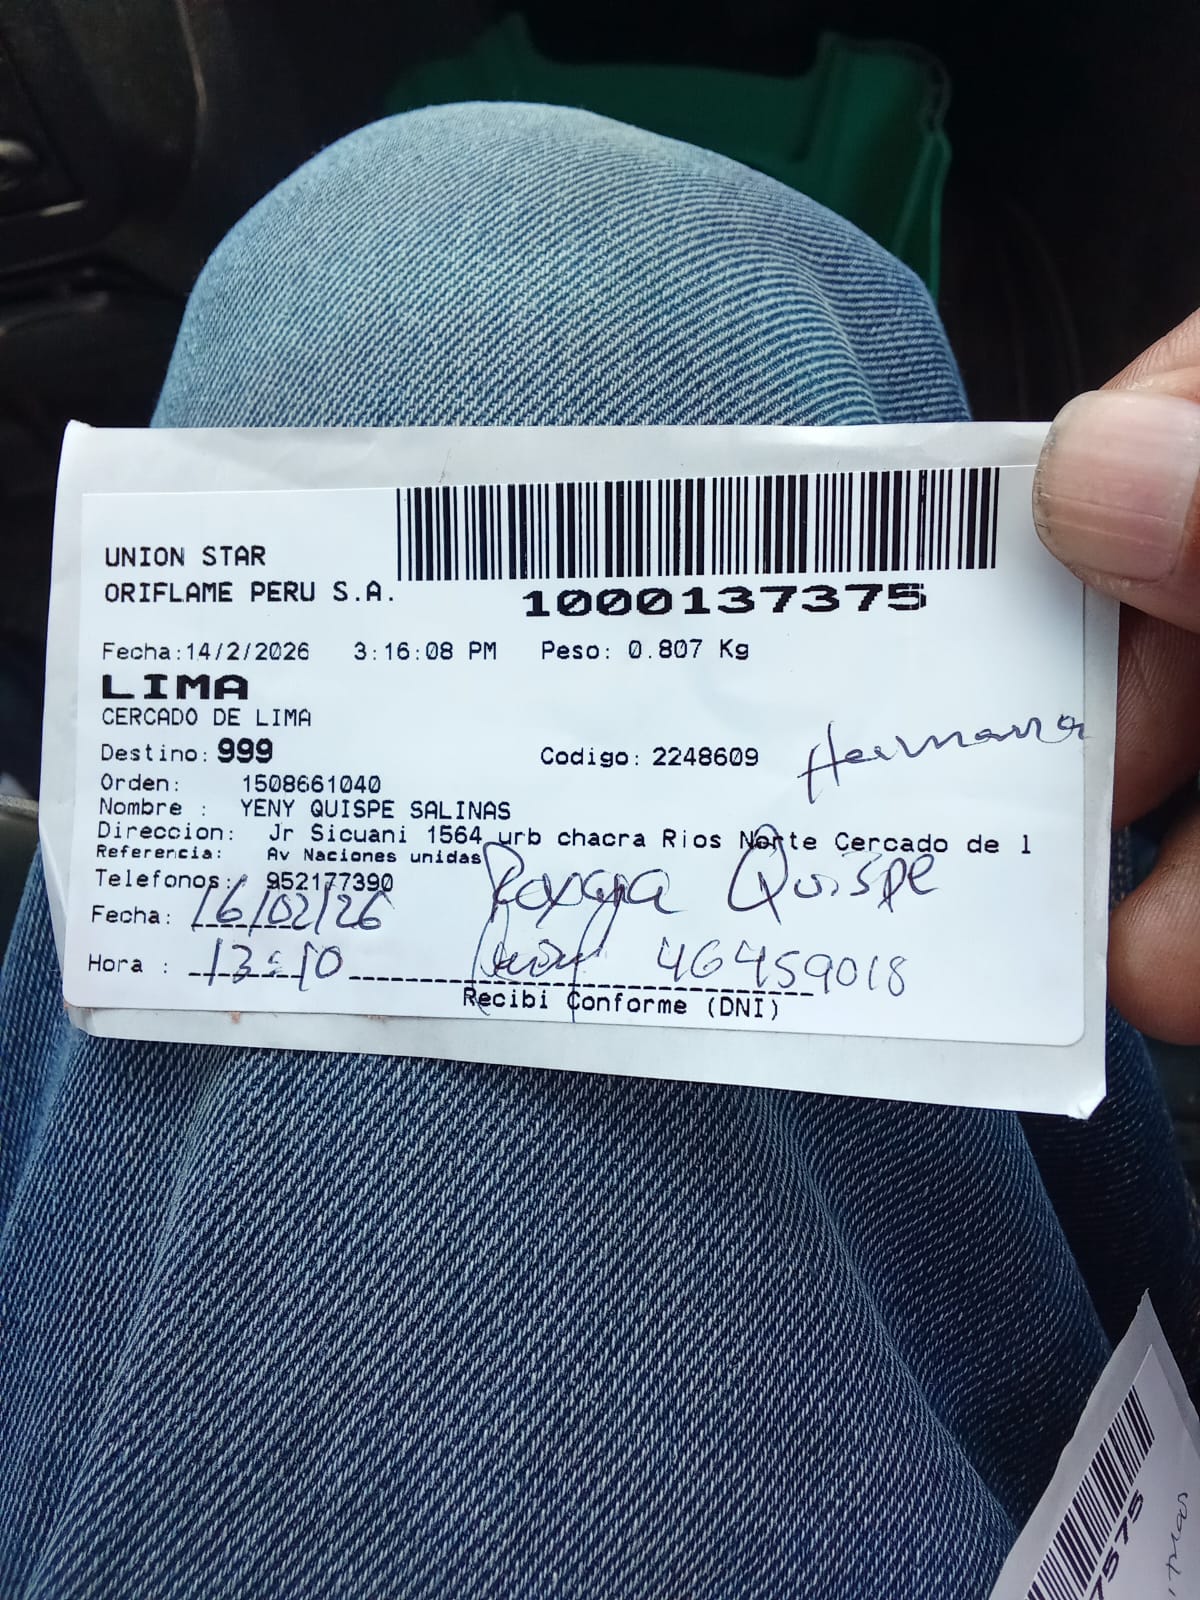 UNION STAR
ORIFLAME PERU S.A.
1000137375
Fecha:14/2/2026 3:16:08 PM Peso: 0.807 Kg
LIMA
CERCADO DE LIMA
Destino: 999 Codigo: 2248609 Hermana
Orden: 1508661040
Nombre : YENY QUISPE SALINAS
Direccion: Jr Sicuani 1564 urb chacra Rios Norte Cercado de l
Referencia: Av Naciones unidas
Telefonos: 952177390 Quispe
Fecha: 16/02/26
Hora : 13:10 46459018
Recibi Conforme (DNI)
7575